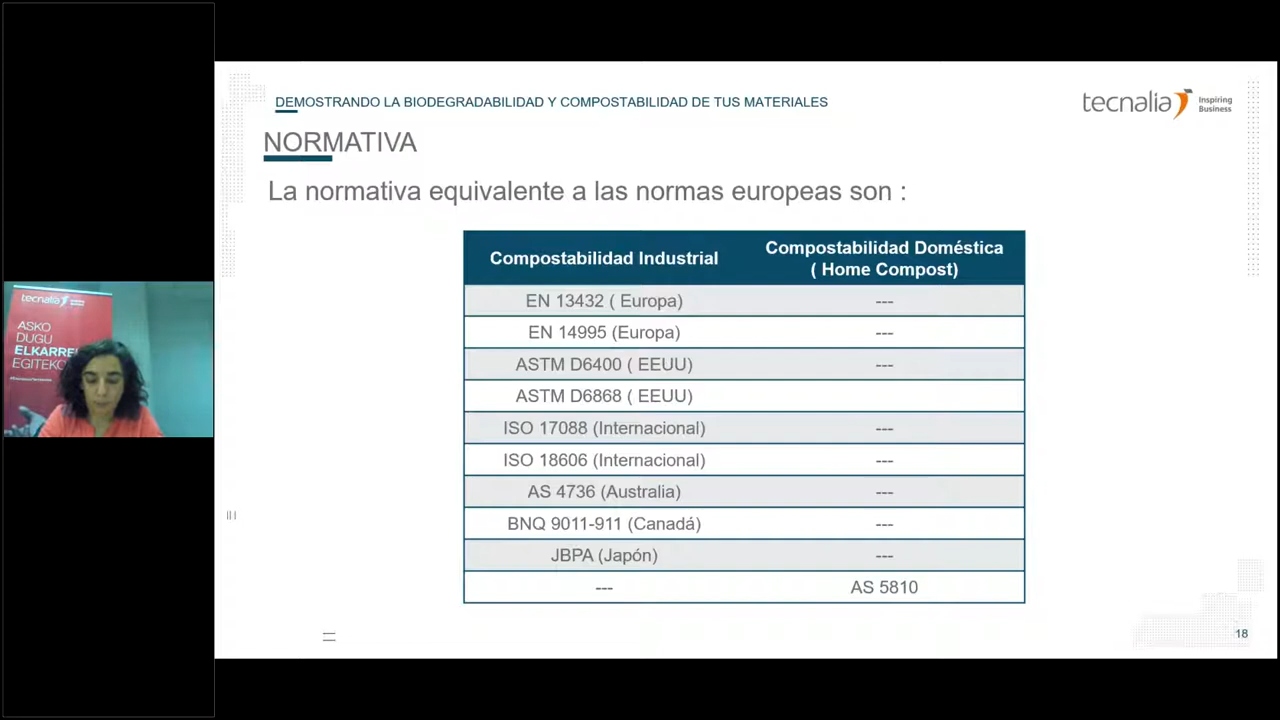 DEMOSTRANDO LA BIODEGRADABILIDAD Y COMPOSTABILIDAD DE TUS MATERIALES
tecnalia Inspiring
Business
NORMATIVA
La normativa equivalente a las normas europeas son :
Compostabilidad Industrial
Compostabilidad Doméstica
( Home Compost)
EN 13432 ( Europa) ---
EN 14995 (Europa) ---
ASTM D6400 ( EEUU) ---
ASTM D6868 ( EEUU)
ISO 17088 (Internacional) ---
ISO 18606 (Internacional) ---
AS 4736 (Australia) ---
BNQ 9011-911 (Canadá) ---
JBPA (Japón) ---
--- AS 5810
18
tecnalia
ASKO
DUGU
ELKARRE
EGITEKO